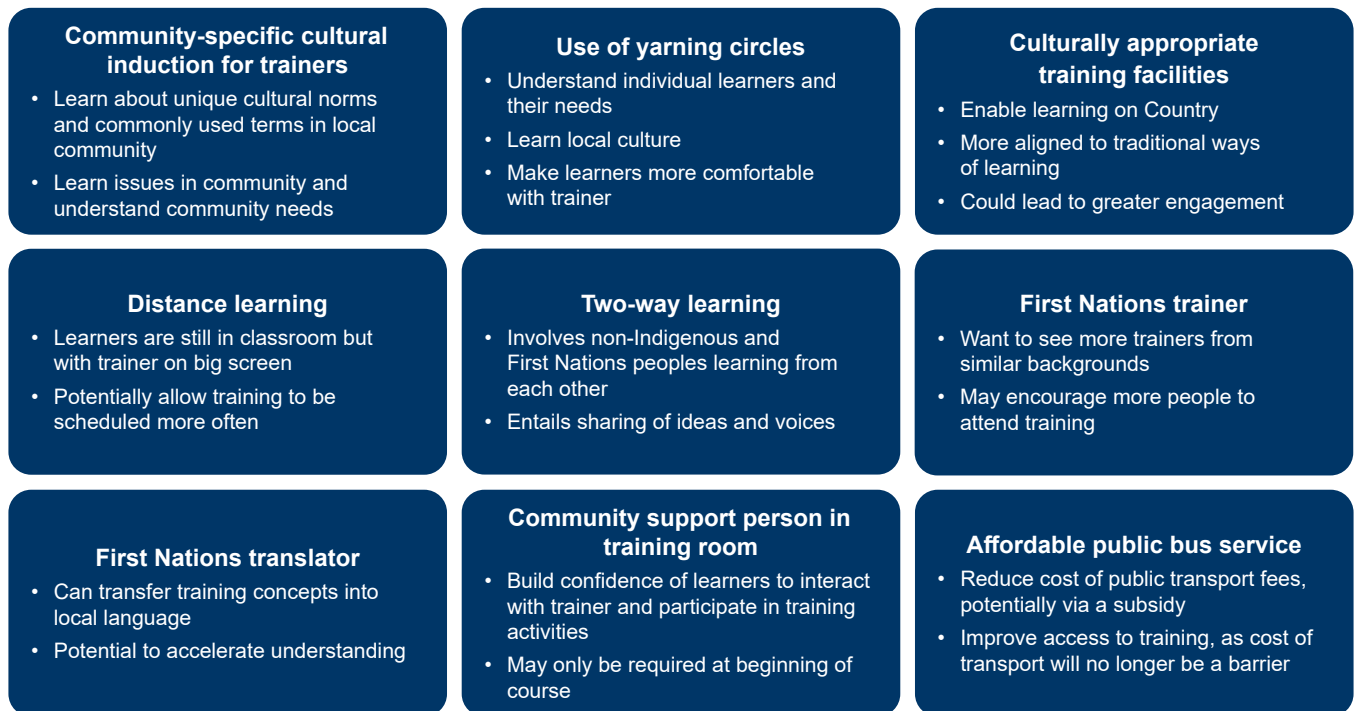 Community-specific cultural
induction for trainers
• Learn about unique cultural norms
and commonly used terms in local
community
• Learn issues in community and
understand community needs
Use of yarning circles
• Understand individual learners and
their needs
• Learn local culture
• Make learners more comfortable
with trainer
Culturally appropriate
training facilities
• Enable learning on Country
• More aligned to traditional ways
of learning
• Could lead to greater engagement
Distance learning
• Learners are still in classroom but
with trainer on big screen
• Potentially allow training to be
scheduled more often
Two-way learning
• Involves non-Indigenous and
First Nations peoples learning from
each other
• Entails sharing of ideas and voices
First Nations trainer
• Want to see more trainers from
similar backgrounds
• May encourage more people to
attend training
First Nations translator
• Can transfer training concepts into
local language
• Potential to accelerate understanding
Community support person in
training room
• Build confidence of learners to interact
with trainer and participate in training
activities
• May only be required at beginning of
course
Affordable public bus service
• Reduce cost of public transport fees,
potentially via a subsidy
• Improve access to training, as cost of
transport will no longer be a barrier